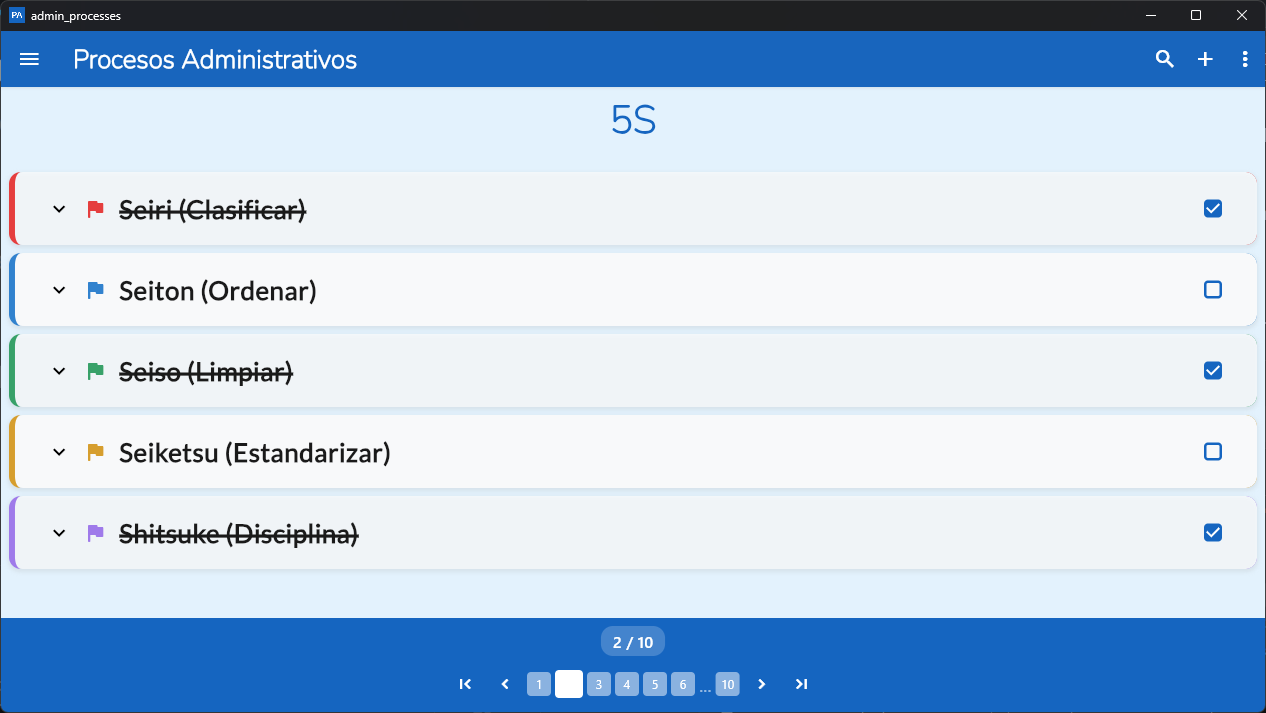 PA admin_processes
Procesos Administrativos
5S
Seiri (Clasificar)
Seiton (Ordenar)
Seiso (Limpiar)
Seiketsu (Estandarizar)
Shitsuke (Disciplina)
2 / 10
1 3 4 5 6 ... 10